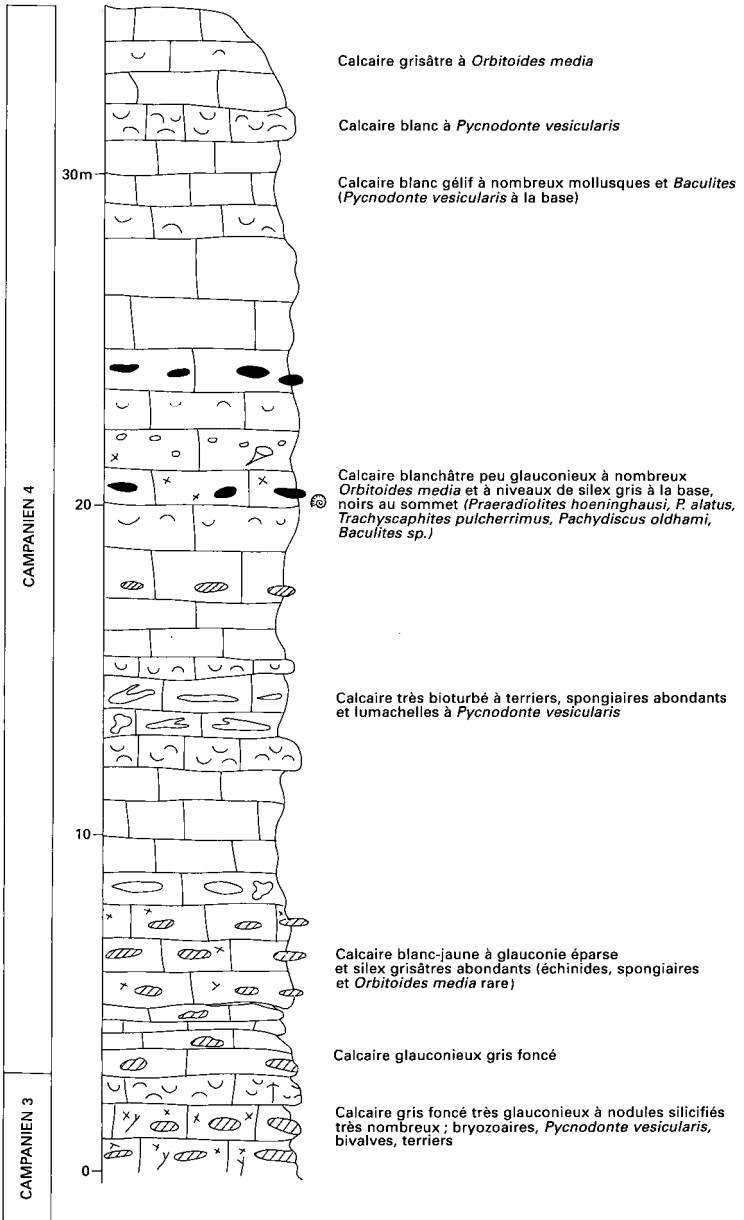 Calcaire grisâtre à Orbitoides media
Calcaire blanc à Pycnodonte vesicularis
30m
Calcaire blanc gélif à nombreux mollusques et Baculites
(Pycnodonte vesicularis à la base)
CAMPANIEN 4
20
Calcaire blanchâtre peu glauconieux à nombreux
Orbitoides media et à niveaux de silex gris à la base,
noirs au sommet (Praeradiolites hoeninghausi, P. alatus,
Trachyscaphites pulcherrimus, Pachydiscus oldhami,
Baculites sp.)
Calcaire très bioturbé à terriers, spongiaires abondants
et lumachelles à Pycnodonte vesicularis
10
Calcaire blanc-jaune à glauconie éparse
et silex grisâtres abondants (échinides, spongiaires
et Orbitoides media rare)
Calcaire glauconieux gris foncé
CAMPANIEN 3
Calcaire gris foncé très glauconieux à nodules silicifiés
très nombreux ; bryozoaires, Pycnodonte vesicularis,
bivalves, terriers
0